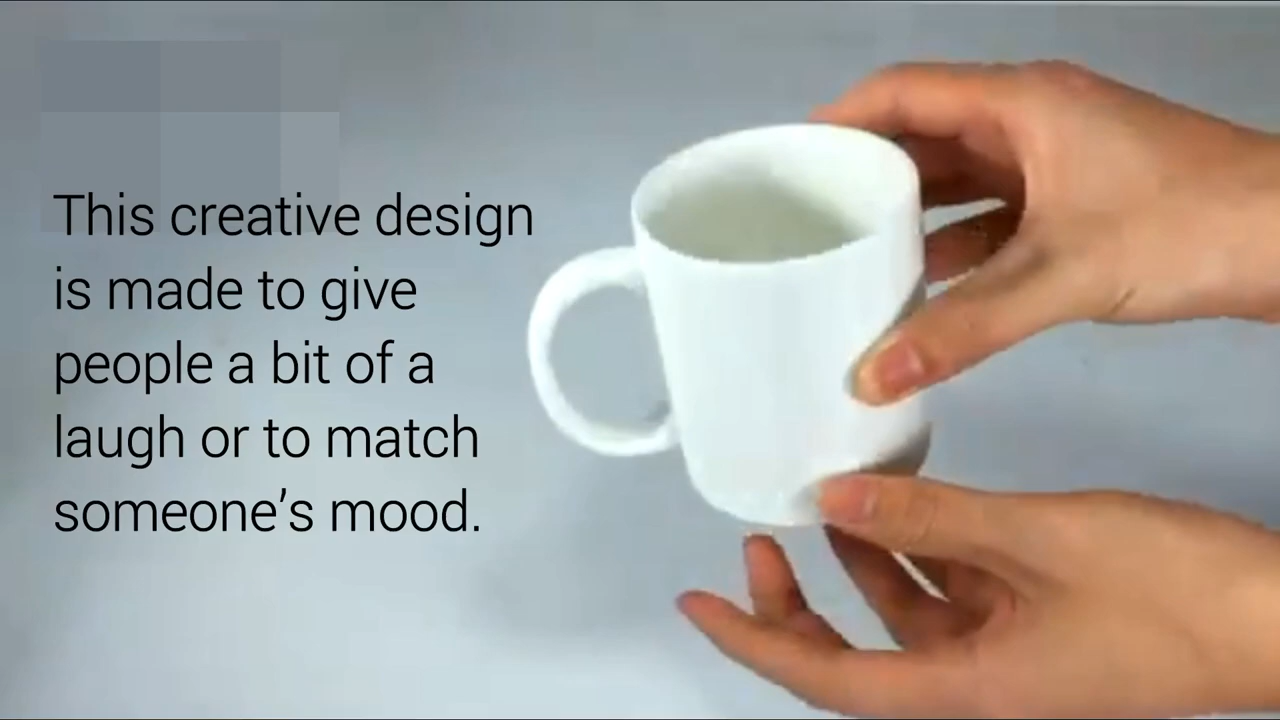 This creative design
is made to give
people a bit of a
laugh or to match
someone’s mood.